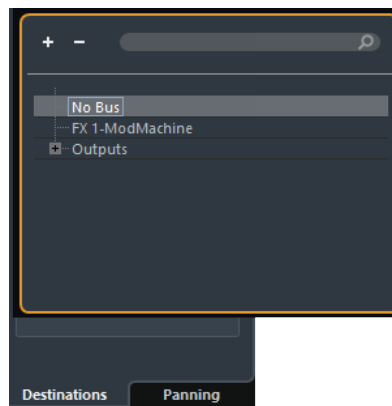 No Bus
FX 1-ModMachine
Outputs
Destinations
Panning